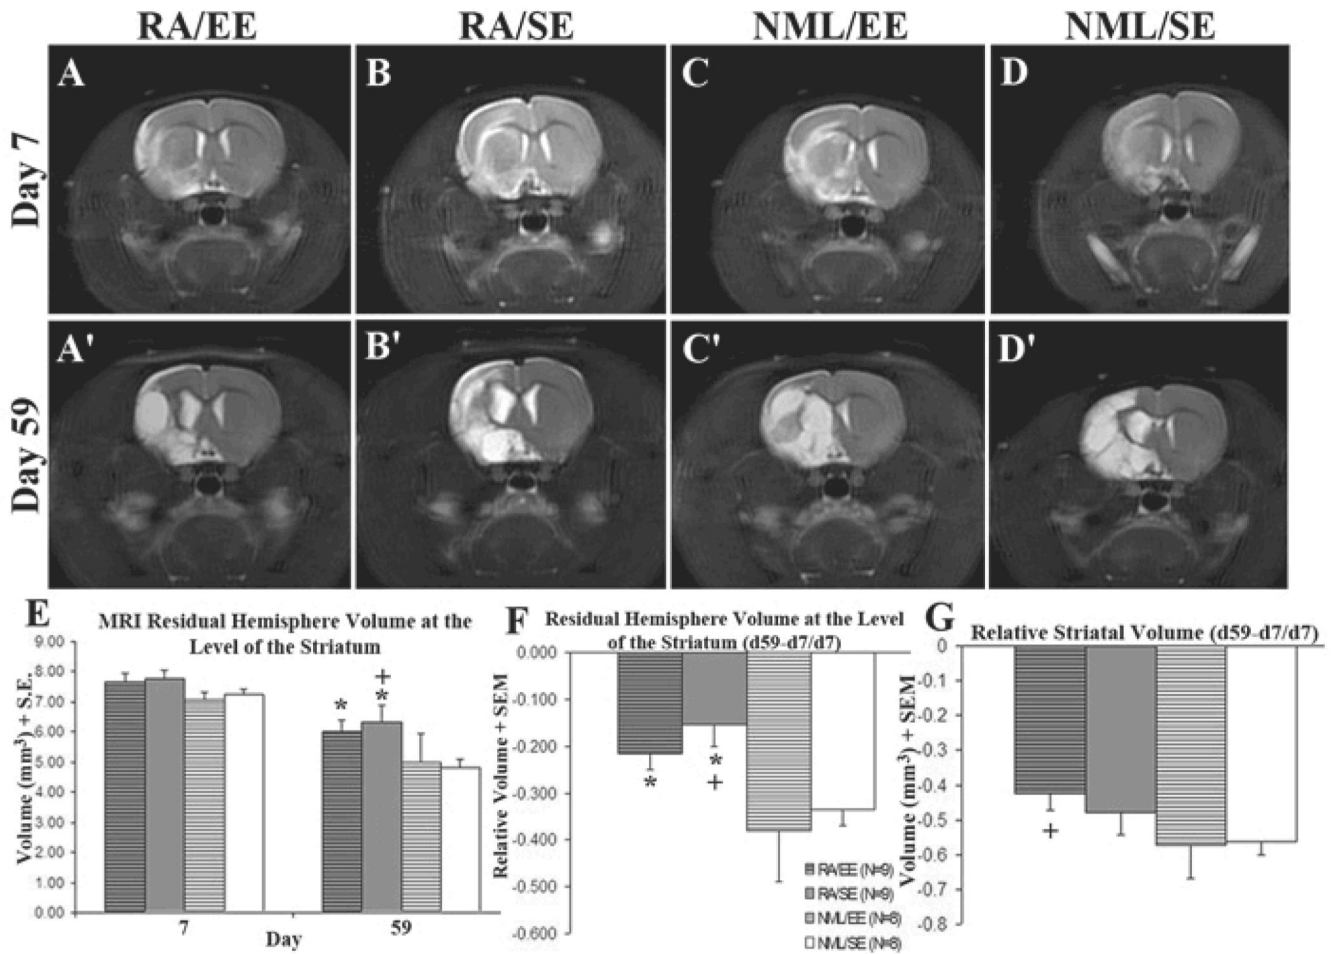 RA/EE RA/SE NML/EE NML/SE
Day 7
A B C D
Day 59
A' B' C' D'
E
MRI Residual Hemisphere Volume at the
Level of the Striatum
Volume (mm³) + S.E.
9.00
8.00
7.00
6.00
5.00
4.00
3.00
2.00
1.00
0.00
+
* *
7 59
Day
F
Residual Hemisphere Volume at the Level
of the Striatum (d59-d7/d7)
Relative Volume + SEM
0.000
-0.100
-0.200
-0.300
-0.400
-0.500
-0.600
* *
+
RA/EE (N=9)
RA/SE (N=9)
NML/EE (N=8)
NML/SE (N=8)
G
Relative Striatal Volume (d59-d7/d7)
Volume (mm³) + SEM
0
-0.1
-0.2
-0.3
-0.4
-0.5
-0.6
-0.7
-0.8
+